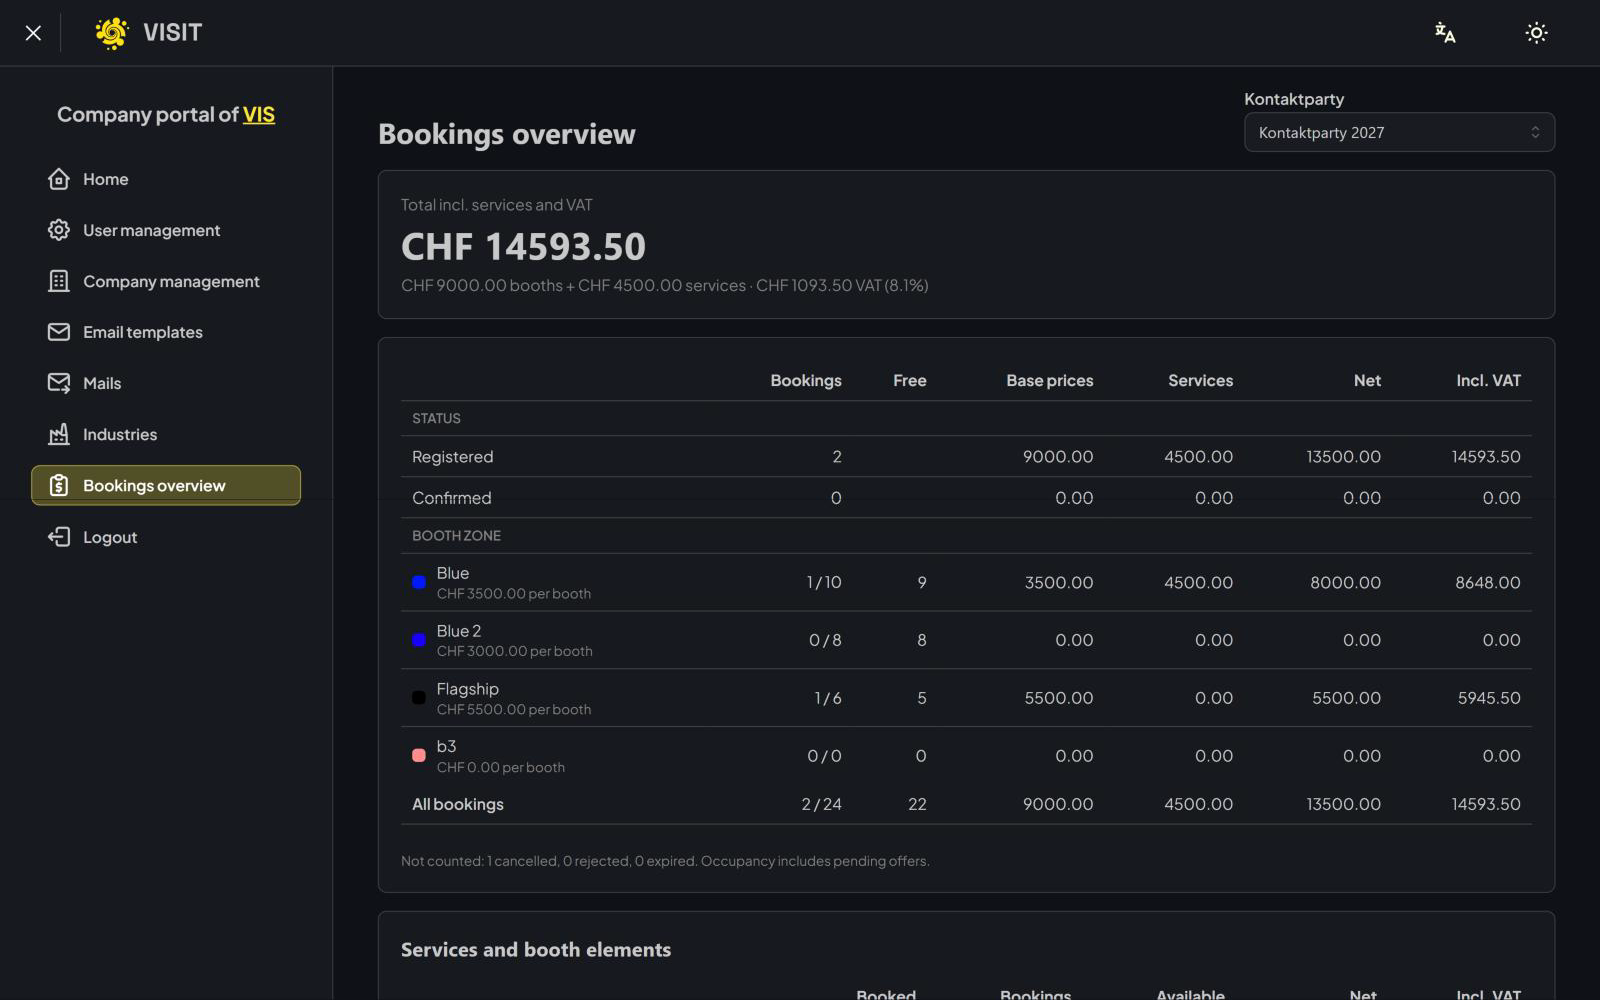 VISIT
Company portal of VIS
Home
User management
Company management
Email templates
Mails
Industries
Bookings overview
Logout
Bookings overview
Kontaktparty
Kontaktparty 2027
Total incl. services and VAT
CHF 14593.50
CHF 9000.00 booths + CHF 4500.00 services · CHF 1093.50 VAT (8.1%)
Bookings Free Base prices Services Net Incl. VAT
STATUS
Registered 2 9000.00 4500.00 13500.00 14593.50
Confirmed 0 0.00 0.00 0.00 0.00
BOOTH ZONE
Blue
CHF 3500.00 per booth
1 / 10 9 3500.00 4500.00 8000.00 8648.00
Blue 2
CHF 3000.00 per booth
0 / 8 8 0.00 0.00 0.00 0.00
Flagship
CHF 5500.00 per booth
1 / 6 5 5500.00 0.00 5500.00 5945.50
b3
CHF 0.00 per booth
0 / 0 0 0.00 0.00 0.00 0.00
All bookings 2 / 24 22 9000.00 4500.00 13500.00 14593.50
Not counted: 1 cancelled, 0 rejected, 0 expired. Occupancy includes pending offers.
Services and booth elements
Booked Bookings Available Net Incl. VAT